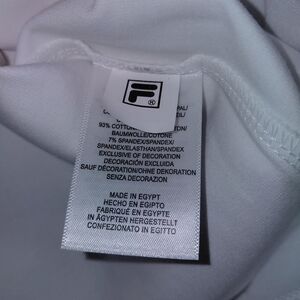 F®
93% COTTON
BAUMWOLLE/COTONE
7% SPANDEX/SPANDEX/
SPANDEX/ELASTHAN/SPANDEX
EXCLUSIVE OF DECORATION
DECORACIÓN EXCLUIDA
SAUF DÉCORATION/OHNE DEKORATION
SENZA DECORAZION
MADE IN EGYPT
HECHO EN EGIPTO
FABRIQUÉ EN EGYPTE
IN ÄGYPTEN HERGESTELLT
CONFEZIONATO IN EGITTO